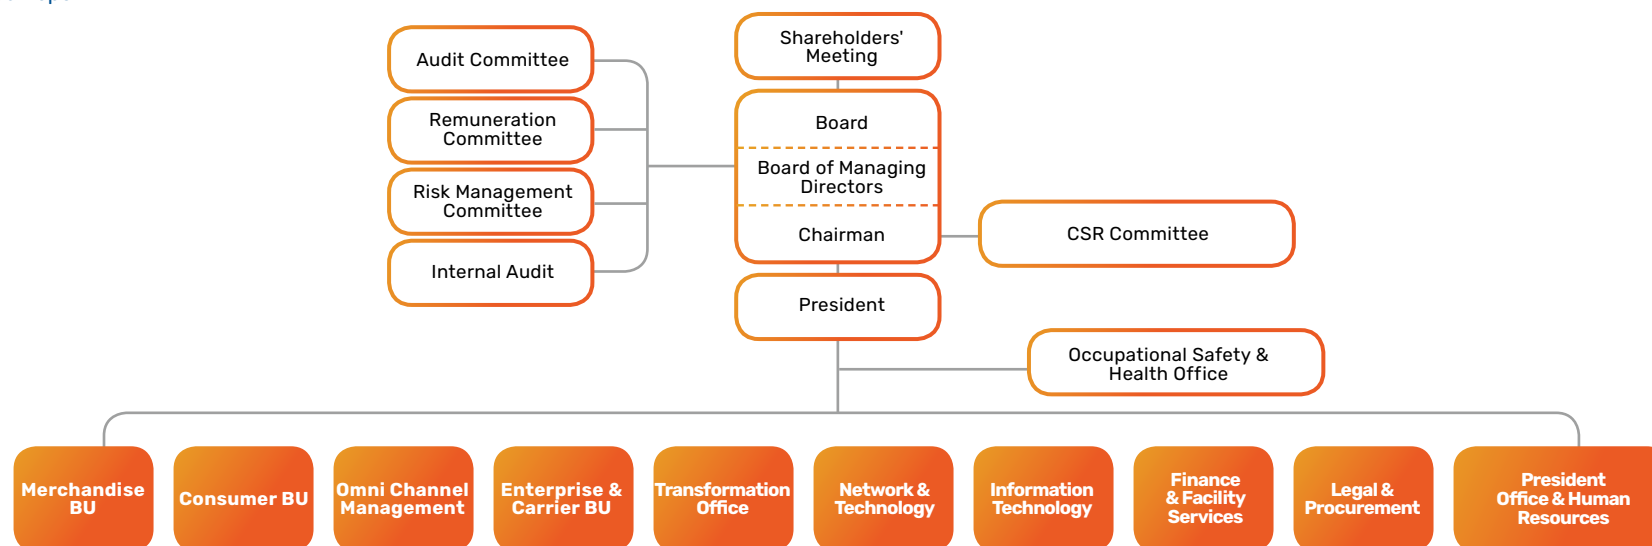 Shareholders'
Meeting
Audit Committee
Remuneration
Committee
Risk Management
Committee
Internal Audit
Board
Board of Managing
Directors
Chairman
CSR Committee
President
Occupational Safety &
Health Office
Merchandise
BU
Consumer BU
Omni Channel
Management
Enterprise &
Carrier BU
Transformation
Office
Network &
Technology
Information
Technology
Finance
& Facility
Services
Legal &
Procurement
President
Office & Human
Resources